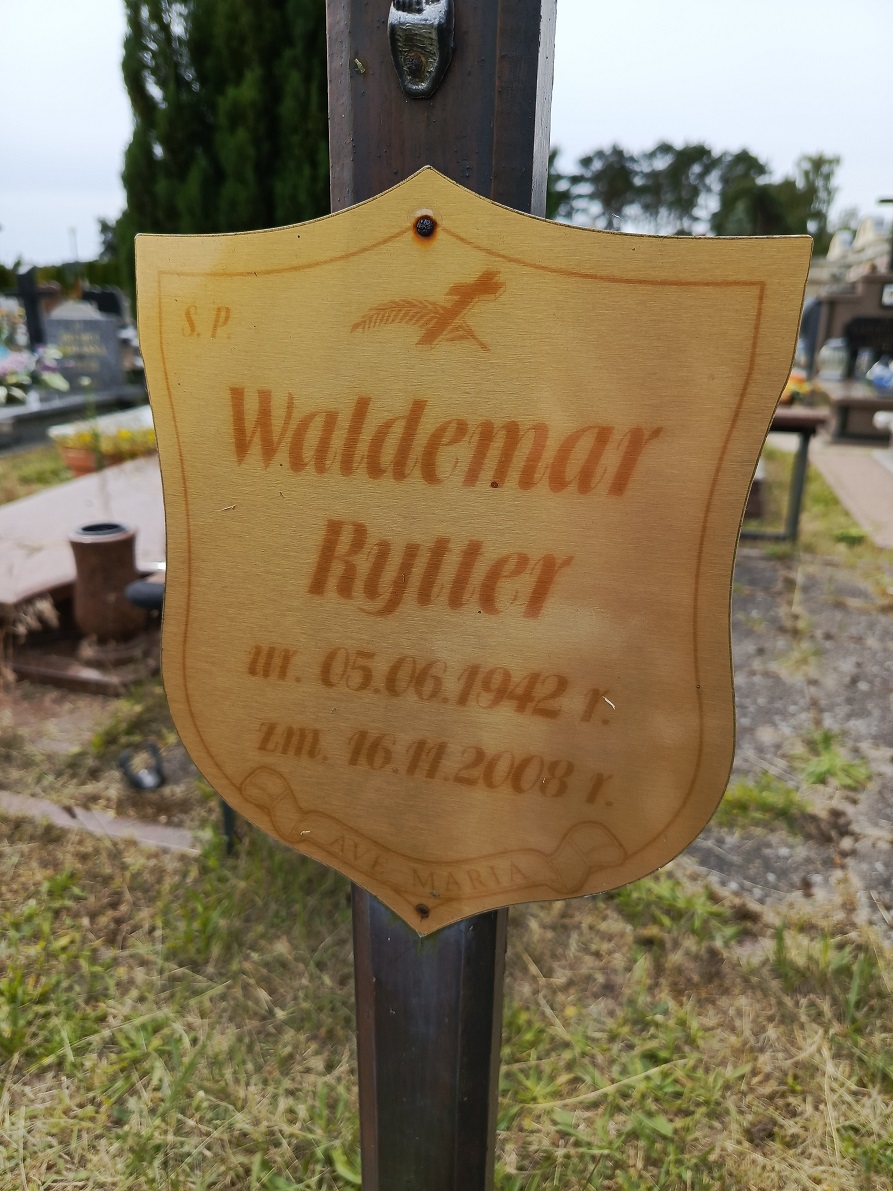 S. P.
Waldemar
Rytter
ur. 05.06.1942 r.
zm. 16.11.2008 r.
AVE MARIA